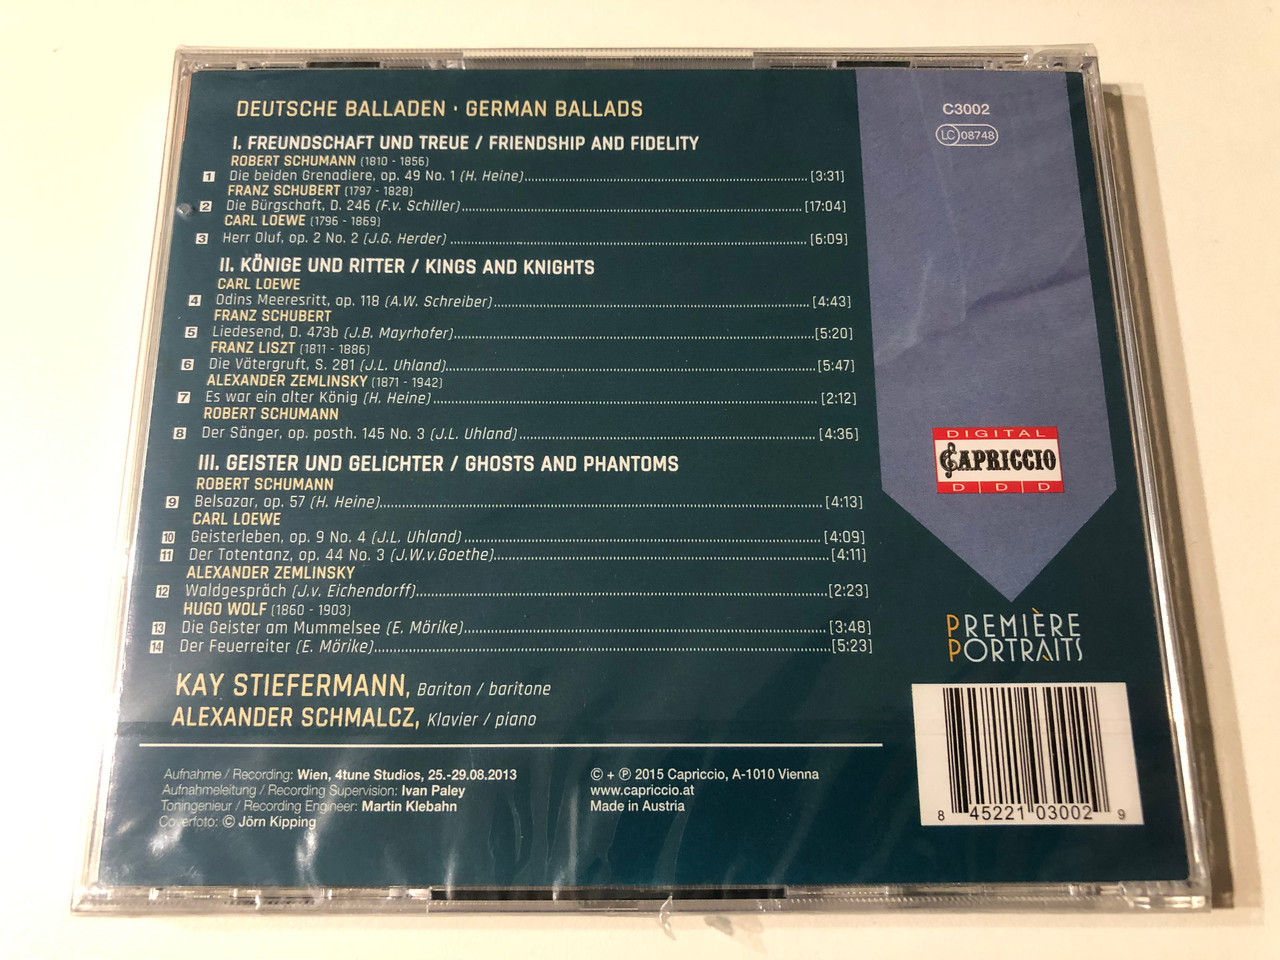 DEUTSCHE BALLADEN · GERMAN BALLADS
I. FREUNDSCHAFT UND TREUE / FRIENDSHIP AND FIDELITY
ROBERT SCHUMANN (1810 - 1856)
1 Die beiden Grenadiere, op. 49 No. 1 (H. Heine) [3:31]
FRANZ SCHUBERT (1797 - 1828)
2 Die Bürgschaft, D. 246 (F.v. Schiller) [17:04]
CARL LOEWE (1796 - 1869)
3 Herr Oluf, op. 2 No. 2 (J.G. Herder) [6:09]
II. KÖNIGE UND RITTER / KINGS AND KNIGHTS
CARL LOEWE
4 Odins Meeresritt, op. 118 (A.W. Schreiber) [4:43]
FRANZ SCHUBERT
5 Liedesend, D. 473b (J.B. Mayrhofer) [5:20]
FRANZ LISZT (1811 - 1886)
6 Die Vätergruft, S. 281 (J.L. Uhland) [5:47]
ALEXANDER ZEMLINSKY (1871 - 1942)
7 Es war ein alter König (H. Heine) [2:12]
ROBERT SCHUMANN
8 Der Sänger, op. posth. 145 No. 3 (J.L. Uhland) [4:36]
III. GEISTER UND GELICHTER / GHOSTS AND PHANTOMS
ROBERT SCHUMANN
9 Belsazar, op. 57 (H. Heine) [4:13]
CARL LOEWE
10 Geisterleben, op. 9 No. 4 (J.L. Uhland) [4:09]
11 Der Totentanz, op. 44 No. 3 (J.W.v.Goethe) [4:11]
ALEXANDER ZEMLINSKY
12 Waldgespräch (J.v. Eichendorff) [2:23]
HUGO WOLF (1860 - 1903)
13 Die Geister am Mummelsee (E. Mörike) [3:48]
14 Der Feuerreiter (E. Mörike) [5:23]
KAY STIEFERMANN, Bariton / baritone
ALEXANDER SCHMALCZ, Klavier / piano
Aufnahme / Recording: Wien, 4tune Studios, 25.-29.08.2013
Aufnahmeleitung / Recording Supervision: Ivan Paley
Toningenieur / Recording Engineer: Martin Klebahn
Coverfoto: © Jörn Kipping
© + ℗ 2015 Capriccio, A-1010 Vienna
www.capriccio.at
Made in Austria
C3002
LC 08748
DIGITAL
CAPRICCIO
D D D
PREMIÈRE
PORTRAITS
8 45221 03002 9